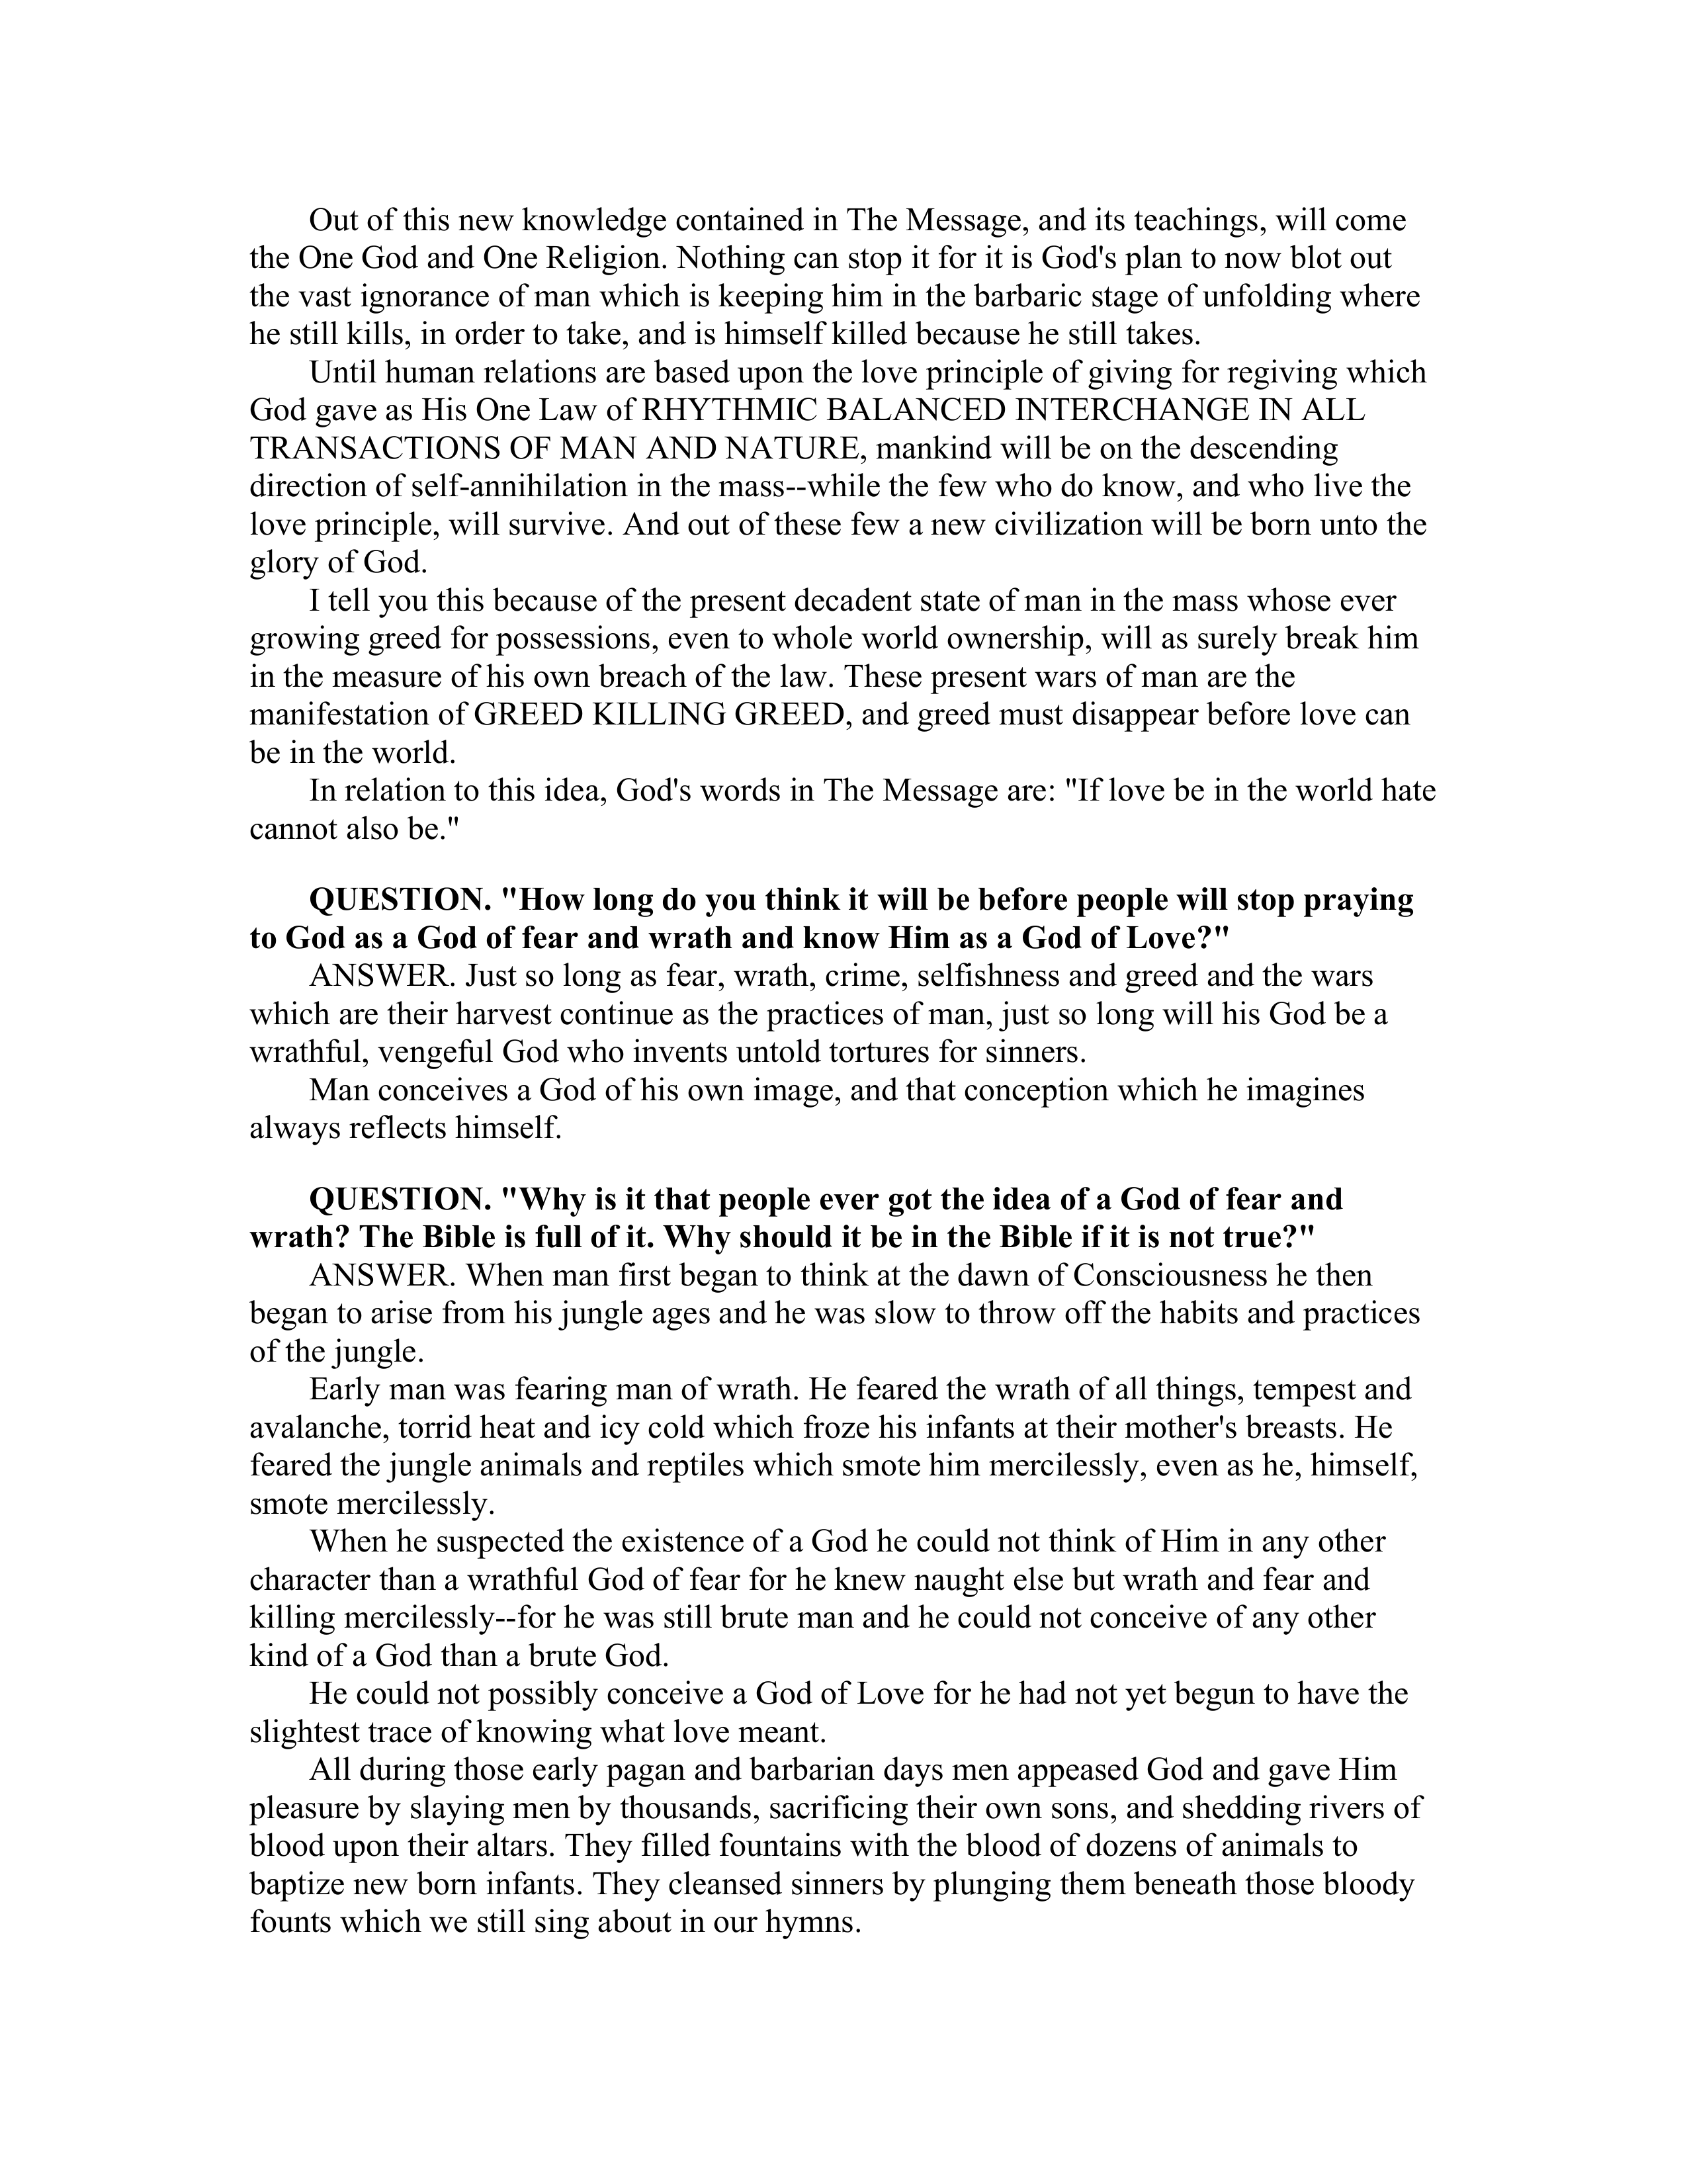 Out of this new knowledge contained in The Message, and its teachings, will come
the One God and One Religion. Nothing can stop it for it is God's plan to now blot out
the vast ignorance of man which is keeping him in the barbaric stage of unfolding where
he still kills, in order to take, and is himself killed because he still takes.
Until human relations are based upon the love principle of giving for regiving which
God gave as His One Law of RHYTHMIC BALANCED INTERCHANGE IN ALL
TRANSACTIONS OF MAN AND NATURE, mankind will be on the descending
direction of self-annihilation in the mass--while the few who do know, and who live the
love principle, will survive. And out of these few a new civilization will be born unto the
glory of God.
I tell you this because of the present decadent state of man in the mass whose ever
growing greed for possessions, even to whole world ownership, will as surely break him
in the measure of his own breach of the law. These present wars of man are the
manifestation of GREED KILLING GREED, and greed must disappear before love can
be in the world.
In relation to this idea, God's words in The Message are: "If love be in the world hate
cannot also be."
QUESTION. "How long do you think it will be before people will stop praying
to God as a God of fear and wrath and know Him as a God of Love?"
ANSWER. Just so long as fear, wrath, crime, selfishness and greed and the wars
which are their harvest continue as the practices of man, just so long will his God be a
wrathful, vengeful God who invents untold tortures for sinners.
Man conceives a God of his own image, and that conception which he imagines
always reflects himself.
QUESTION. "Why is it that people ever got the idea of a God of fear and
wrath? The Bible is full of it. Why should it be in the Bible if it is not true?"
ANSWER. When man first began to think at the dawn of Consciousness he then
began to arise from his jungle ages and he was slow to throw off the habits and practices
of the jungle.
Early man was fearing man of wrath. He feared the wrath of all things, tempest and
avalanche, torrid heat and icy cold which froze his infants at their mother's breasts. He
feared the jungle animals and reptiles which smote him mercilessly, even as he, himself,
smote mercilessly.
When he suspected the existence of a God he could not think of Him in any other
character than a wrathful God of fear for he knew naught else but wrath and fear and
killing mercilessly--for he was still brute man and he could not conceive of any other
kind of a God than a brute God.
He could not possibly conceive a God of Love for he had not yet begun to have the
slightest trace of knowing what love meant.
All during those early pagan and barbarian days men appeased God and gave Him
pleasure by slaying men by thousands, sacrificing their own sons, and shedding rivers of
blood upon their altars. They filled fountains with the blood of dozens of animals to
baptize new born infants. They cleansed sinners by plunging them beneath those bloody
founts which we still sing about in our hymns.